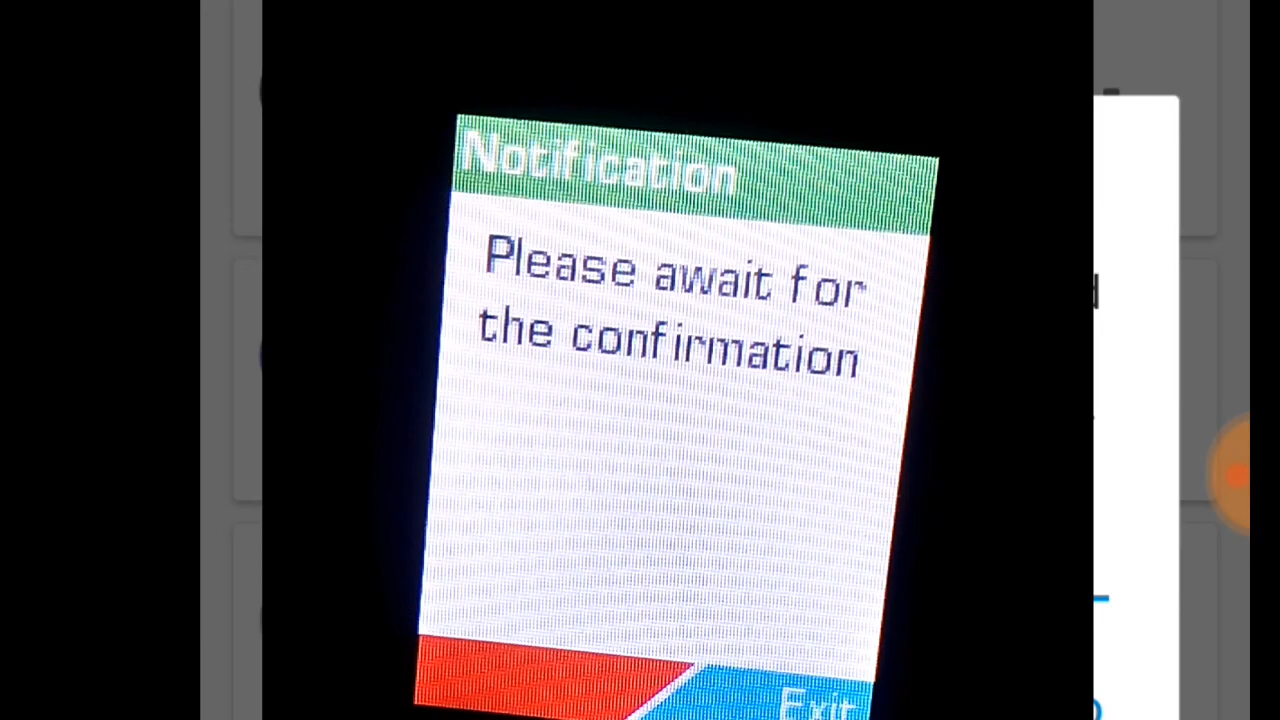 Notification
Please await for
the confirmation
Exit